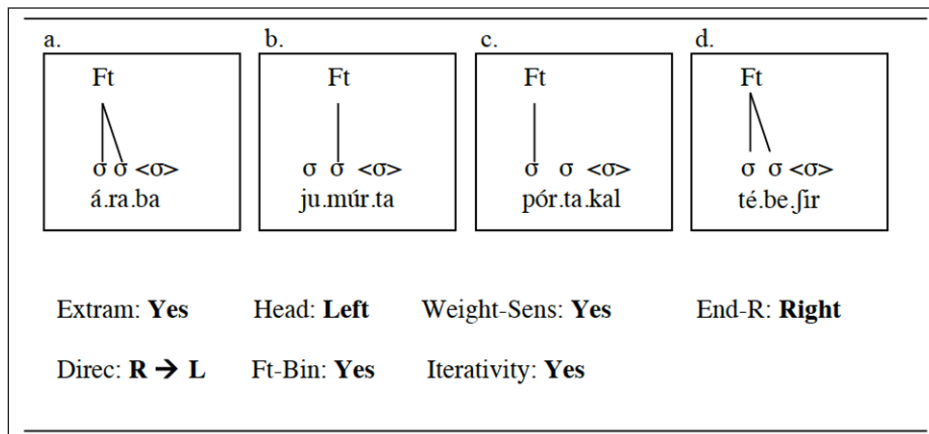 a. b. c. d.
Ft Ft Ft Ft
σ σ <σ> σ σ <σ> σ σ <σ> σ σ <σ>
á.ra.ba ju.múr.ta pór.ta.kal té.be.ʃir
Extram: Yes Head: Left Weight-Sens: Yes End-R: Right
Direc: R → L Ft-Bin: Yes Iterativity: Yes